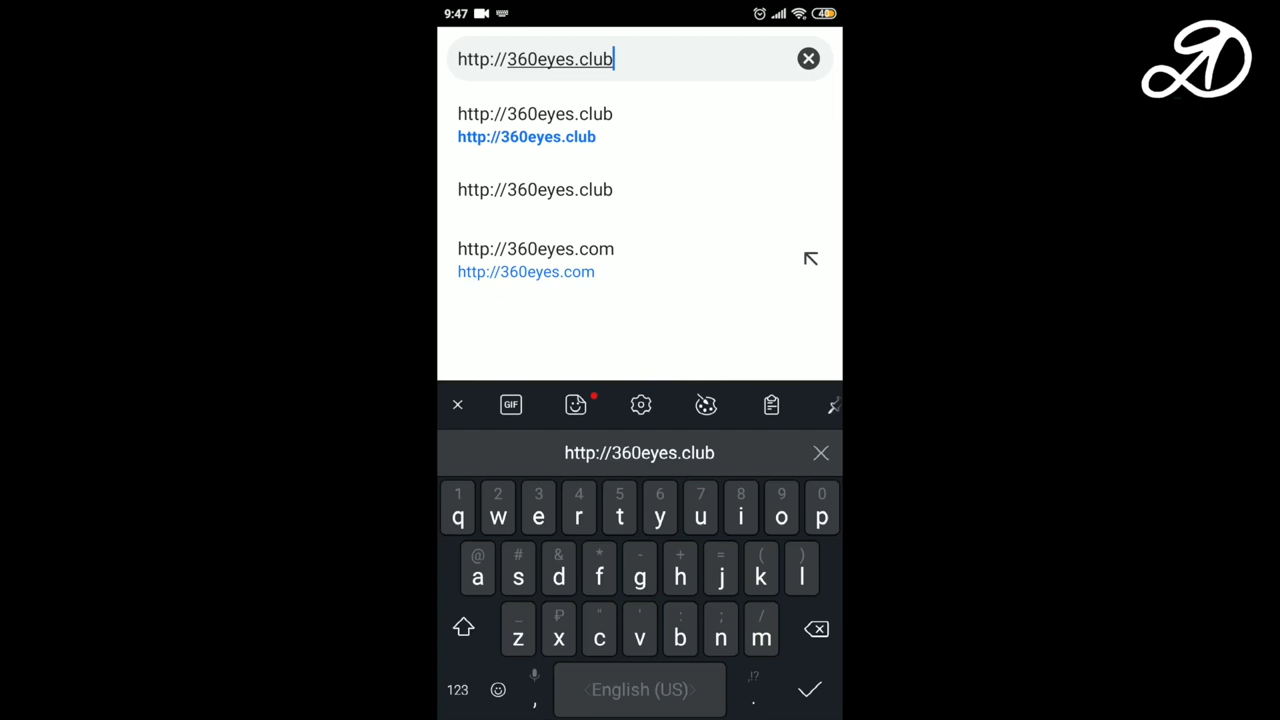 9:47
40
http://360eyes.club
http://360eyes.club
http://360eyes.club
http://360eyes.club
http://360eyes.com
http://360eyes.com
GIF
http://360eyes.club
1 2 3 4 5 6 7 8 9 0
q w e r t y u i o p
@ # & * - + = ( )
a s d f g h j k l
_ ₽ " ' : ; /
z x c v b n m
123 , English (US) ,!? .